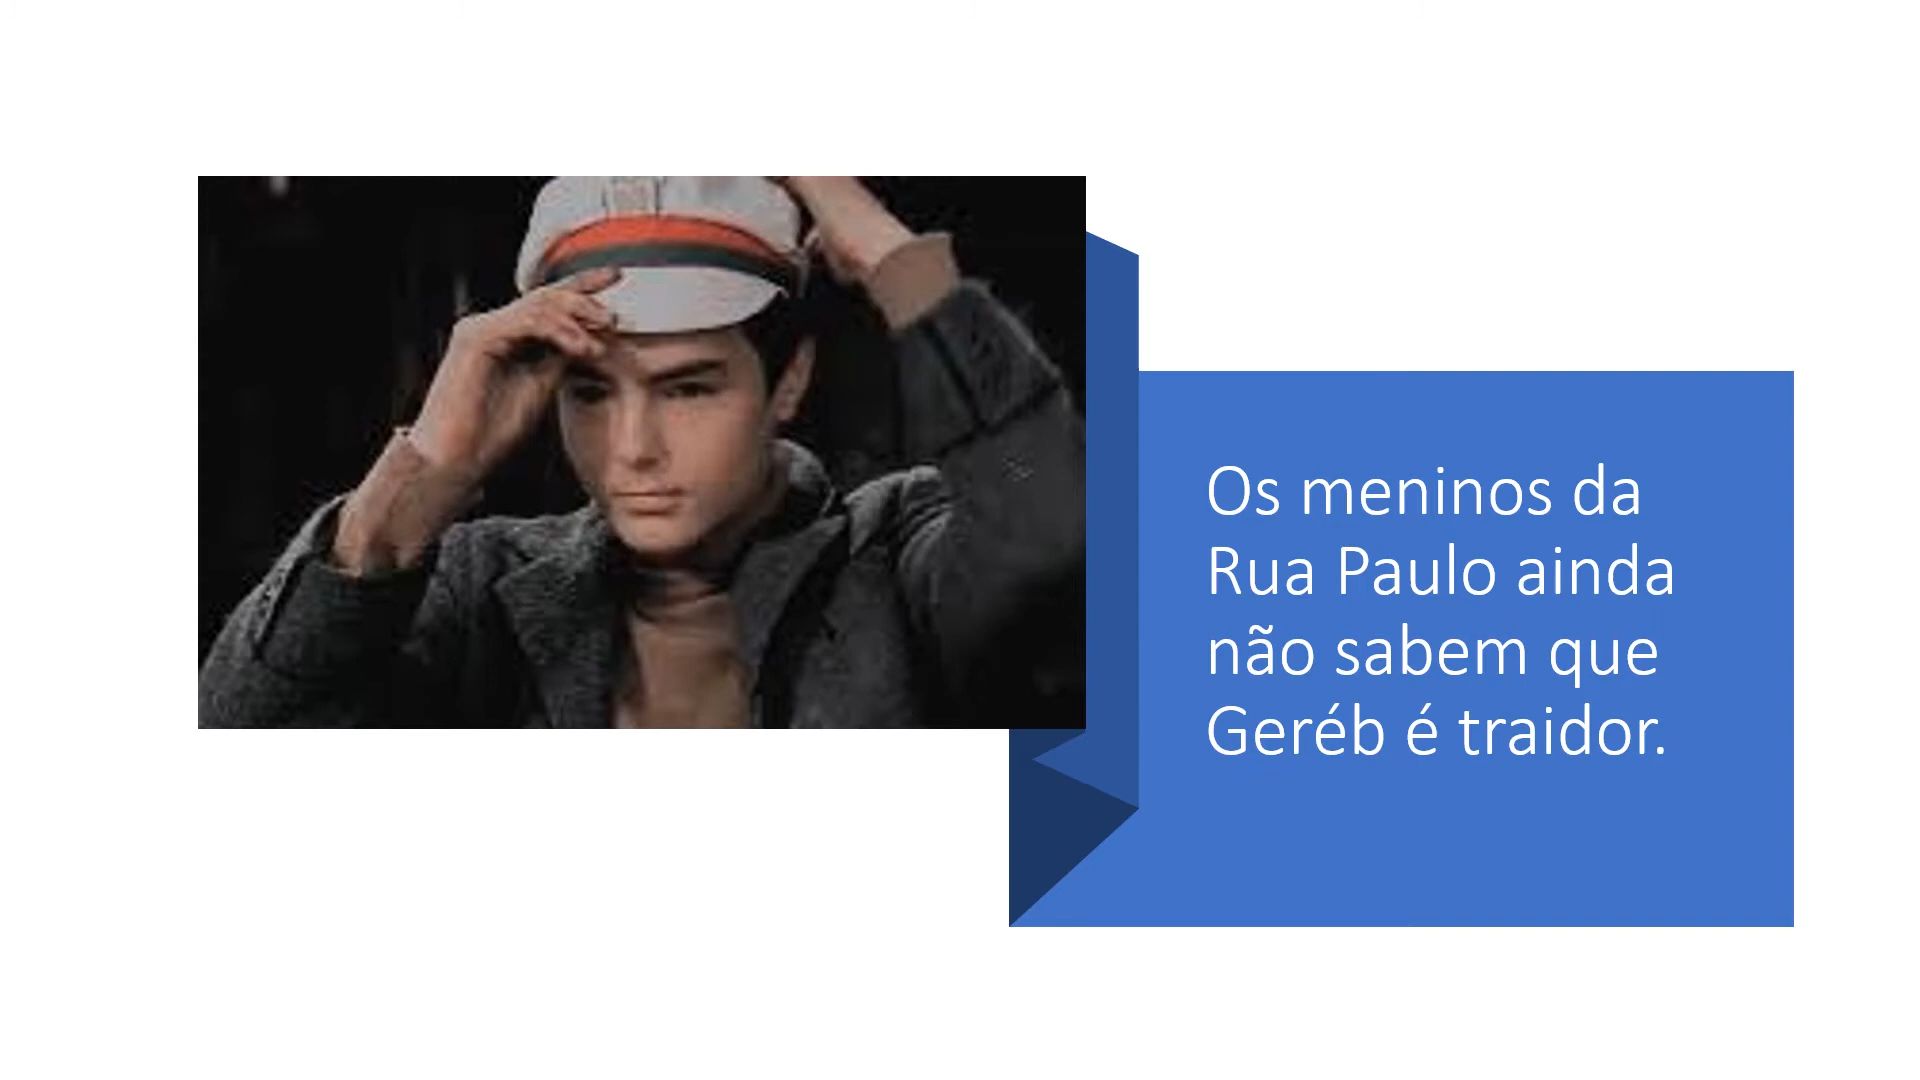 Os meninos da
Rua Paulo ainda
não sabem que
Geréb é traidor.